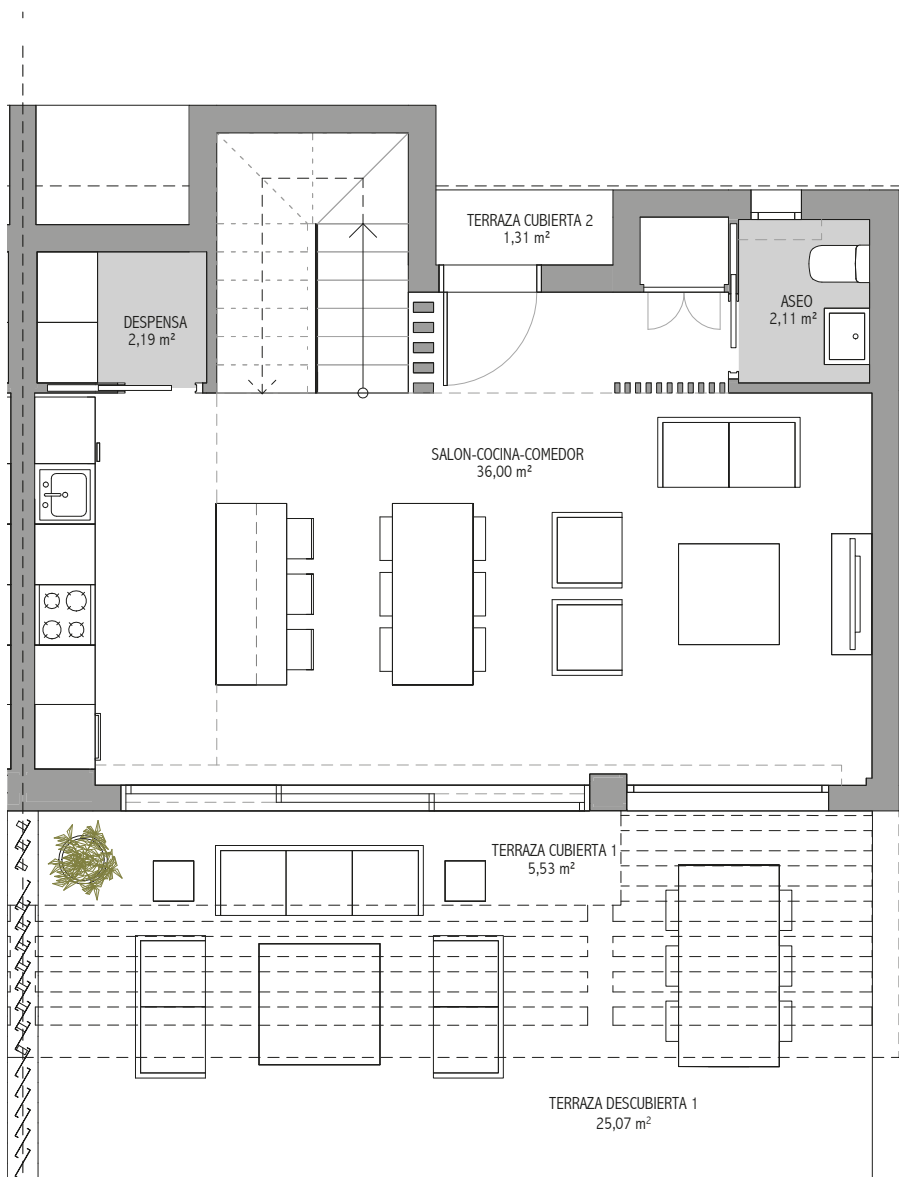 TERRAZA CUBIERTA 2
1,31 m²
ASEO
2,11 m²
DESPENSA
2,19 m²
SALON-COCINA-COMEDOR
36,00 m²
TERRAZA CUBIERTA 1
5,53 m²
TERRAZA DESCUBIERTA 1
25,07 m²